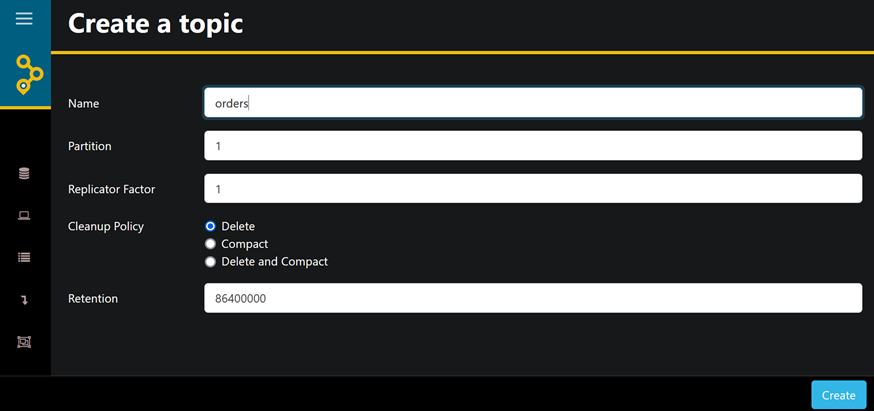 Create a topic
Name orders
Partition 1
Replicator Factor 1
Cleanup Policy Delete
Compact
Delete and Compact
Retention 86400000
Create